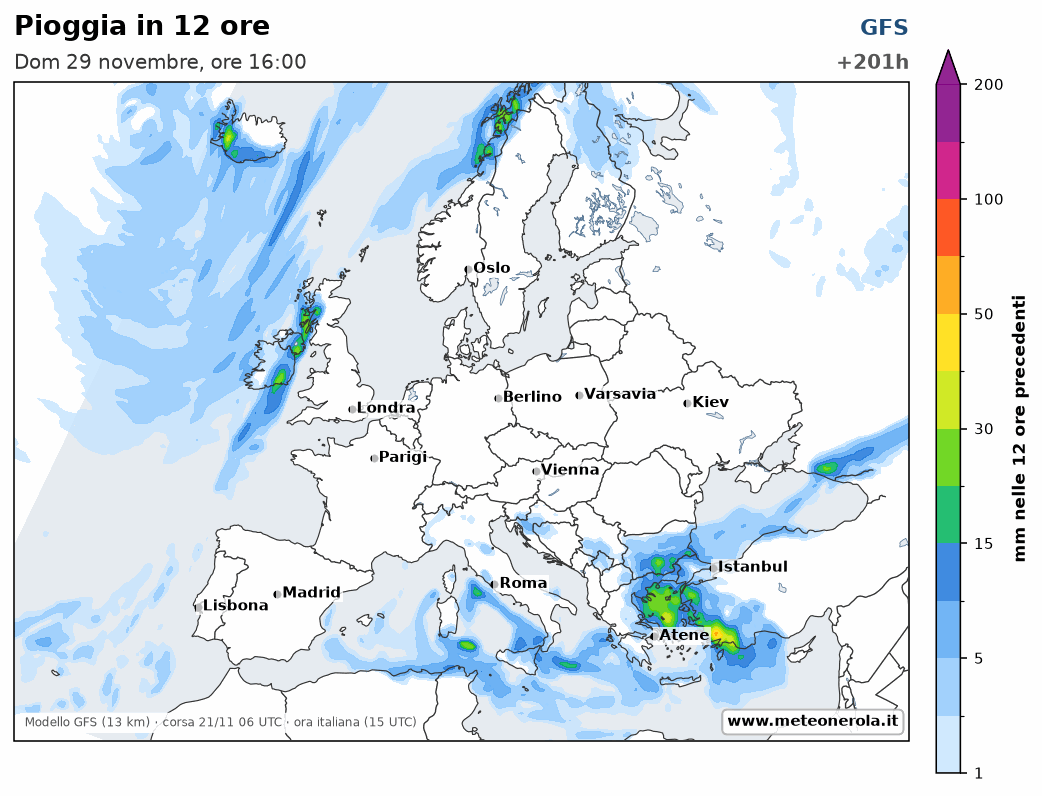 Pioggia in 12 ore
GFS
Dom 29 novembre, ore 16:00
+201h
200
100
50
30
15
5
1
mm nelle 12 ore precedenti
Oslo
Berlino
Varsavia
Kiev
Londra
Parigi
Vienna
Istanbul
Roma
Madrid
Lisbona
Atene
Modello GFS (13 km) · corsa 21/11 06 UTC · ora italiana (15 UTC)
www.meteonerola.it